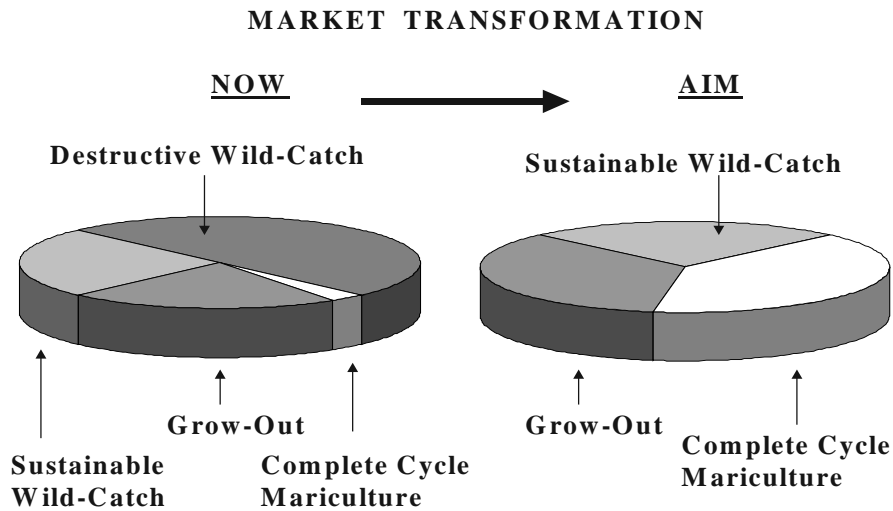 MARKET TRANSFORMATION
NOW
AIM
Destructive Wild-Catch
Sustainable Wild-Catch
Grow-Out
Sustainable
Wild-Catch
Complete Cycle
Mariculture
Grow-Out
Complete Cycle
Mariculture